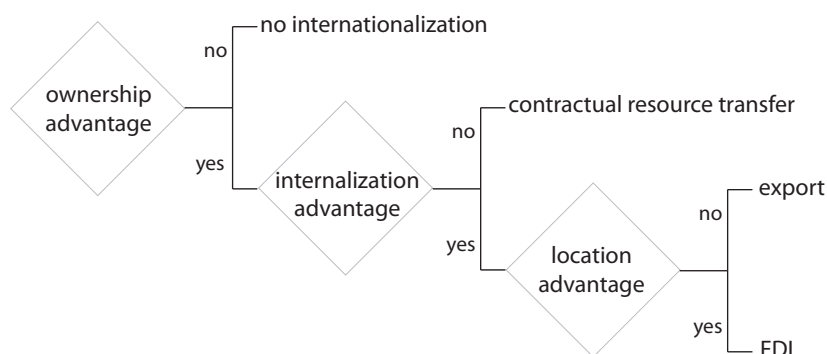 no internationalization
no
ownership
advantage
contractual resource transfer
yes
no
internalization
advantage
export
yes
no
location
advantage
yes
FDI